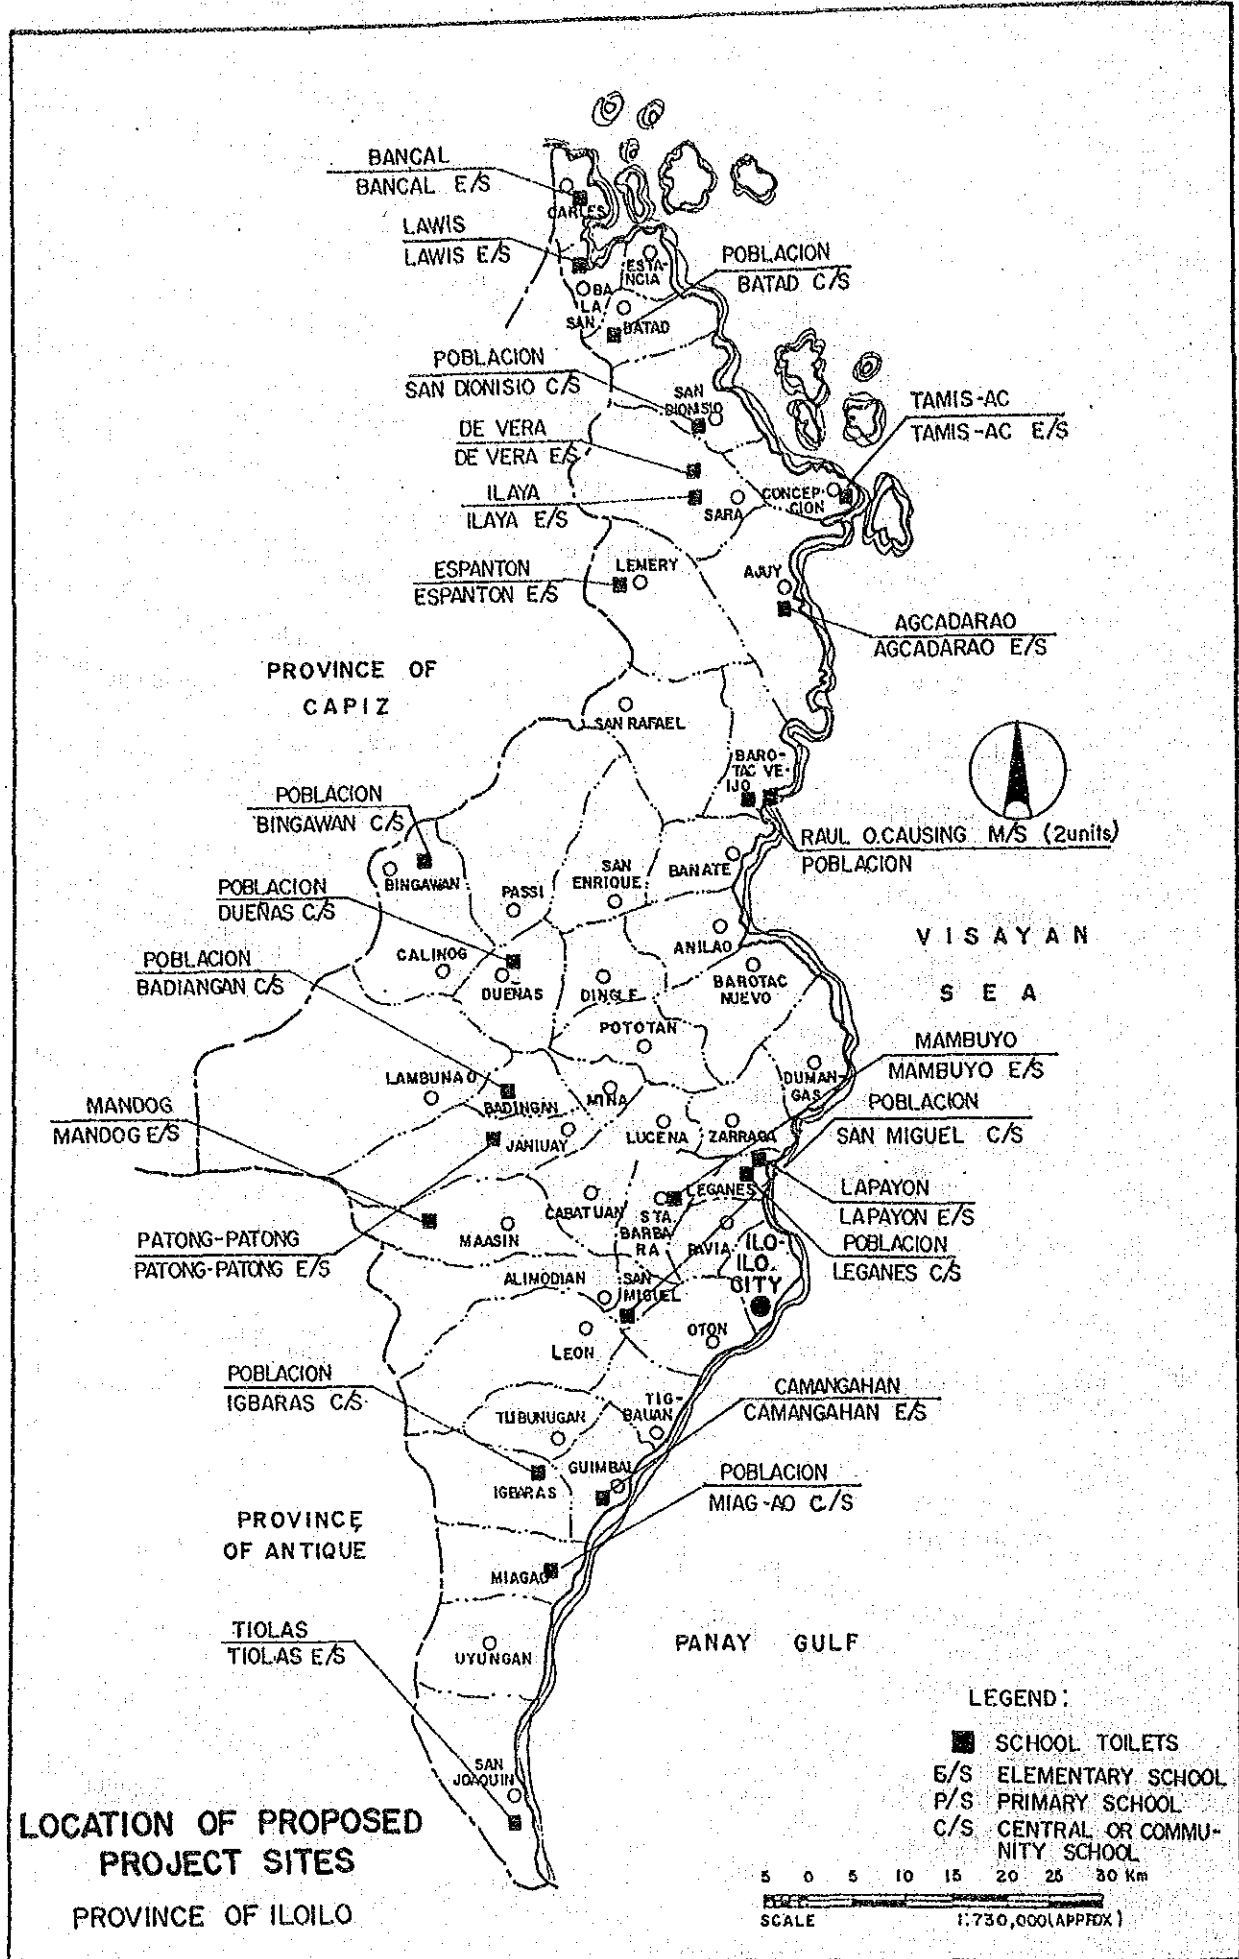 BANCAL
BANCAL E/S
CARLES
LAWIS
LAWIS E/S
ESTA-
NCIA
POBLACION
BATAD C/S
BA
LA
SAN
BATAD
POBLACION
SAN DIONISIO C/S
SAN
DIONISIO
TAMIS-AC
TAMIS-AC E/S
DE VERA
DE VERA E/S
ILAYA
ILAYA E/S
SARA
CONCEP-
CION
ESPANTON
ESPANTON E/S
LEMERY
AJUY
AGCADARAO
AGCADARAO E/S
PROVINCE OF
CAPIZ
SAN RAFAEL
BARO-
TAC VE-
IJO
RAUL O.CAUSING M/S (2units)
POBLACION
POBLACION
BINGAWAN C/S
BINGAWAN
PASSI
SAN
ENRIQUE
BANATE
POBLACION
DUEÑAS C/S
CALINOG
DUEÑAS
DINGLE
ANILAO
BAROTAC
NUEVO
VISAYAN
SEA
POBLACION
BADIANGAN C/S
POTOTAN
MAMBUYO
MAMBUYO E/S
LAMBUNAO
BADINGAN
MINA
DUMAN-
GAS
POBLACION
SAN MIGUEL C/S
MANDOG
MANDOG E/S
JANIUAY
LUCENA
ZARRAGA
LEGANES
LAPAYON
LAPAYON E/S
CABATUAN
STA.
BARBA
RA
MAASIN
PAVIA
ILO-
ILO.
CITY
POBLACION
LEGANES C/S
PATONG-PATONG
PATONG-PATONG E/S
ALIMODIAN
SAN
MIGUEL
LEON
OTON
POBLACION
IGBARAS C/S
TUBUNUGAN
TIG-
BAUAN
CAMANGAHAN
CAMANGAHAN E/S
IGBARAS
GUIMBAL
POBLACION
MIAG-AO C/S
PROVINCE
OF ANTIQUE
MIAGAO
TIOLAS
TIOLAS E/S
UYUNGAN
PANAY GULF
SAN
JOAQUIN
LEGEND:
SCHOOL TOILETS
E/S ELEMENTARY SCHOOL
P/S PRIMARY SCHOOL
C/S CENTRAL OR COMMU-
NITY SCHOOL
LOCATION OF PROPOSED
PROJECT SITES
PROVINCE OF ILOILO
5 0 5 10 15 20 25 30 Km
SCALE 1:730,000(APPROX)